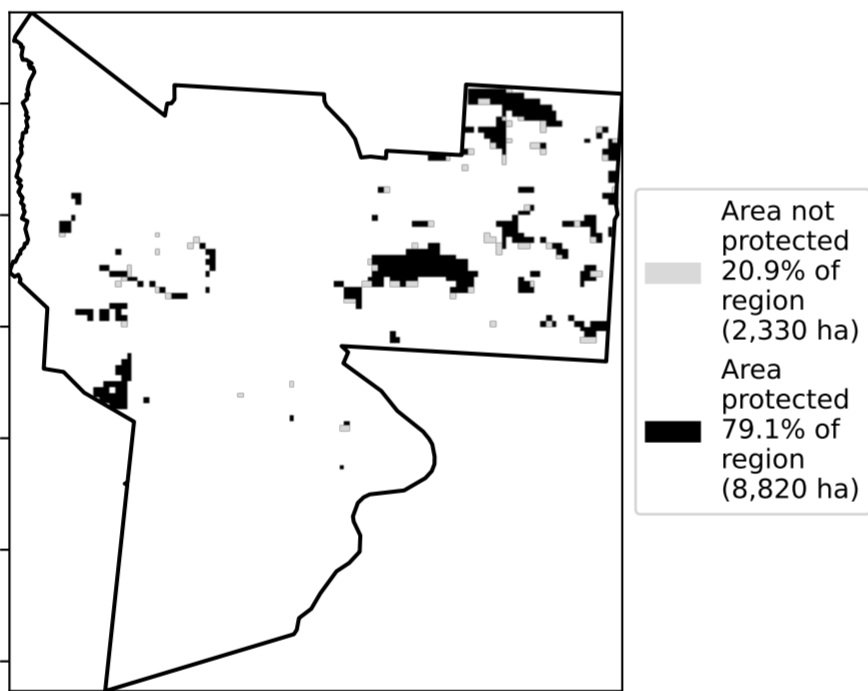 Area not
protected
20.9% of
region
(2,330 ha)
Area
protected
79.1% of
region
(8,820 ha)